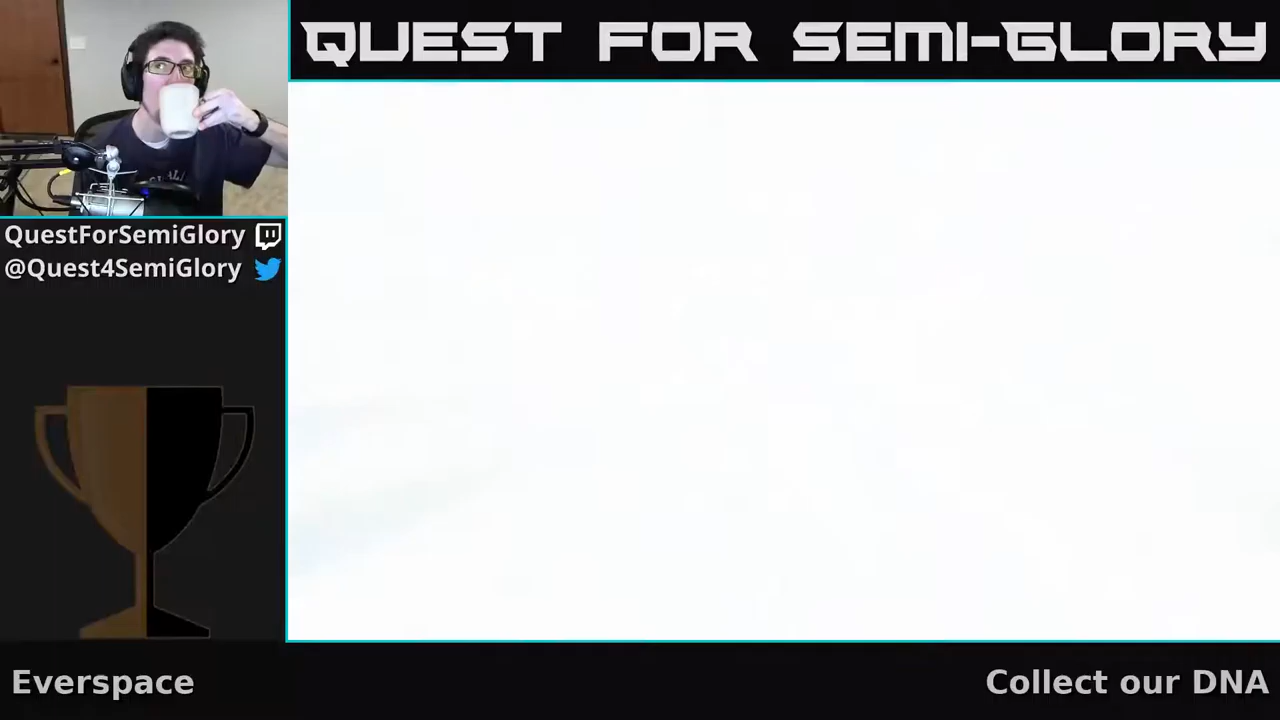 QUEST FOR SEMI-GLORY
QuestForSemiGlory
@Quest4SemiGlory
Everspace
Collect our DNA